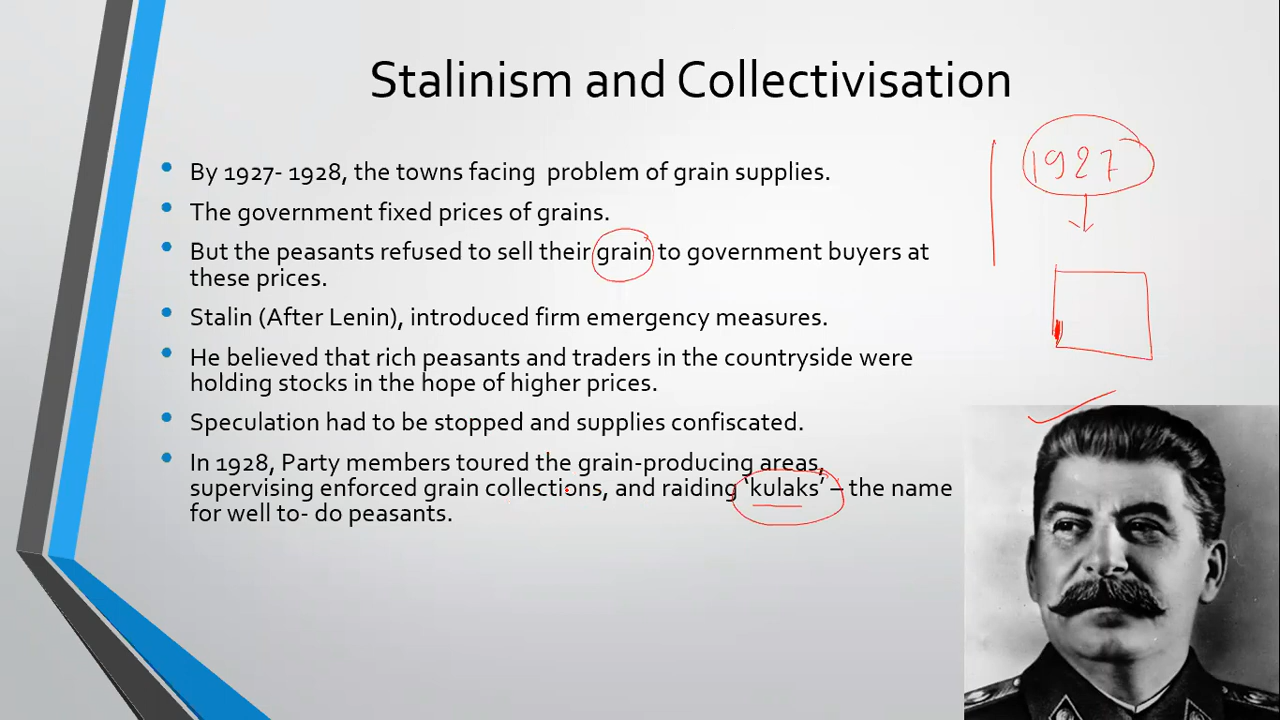 Stalinism and Collectivisation
• By 1927- 1928, the towns facing  problem of grain supplies.
• The government fixed prices of grains.
• But the peasants refused to sell their grain to government buyers at
these prices.
• Stalin (After Lenin), introduced firm emergency measures.
• He believed that rich peasants and traders in the countryside were
holding stocks in the hope of higher prices.
• Speculation had to be stopped and supplies confiscated.
• In 1928, Party members toured the grain-producing areas,
supervising enforced grain collections, and raiding ‘kulaks’ – the name
for well to- do peasants.
1927